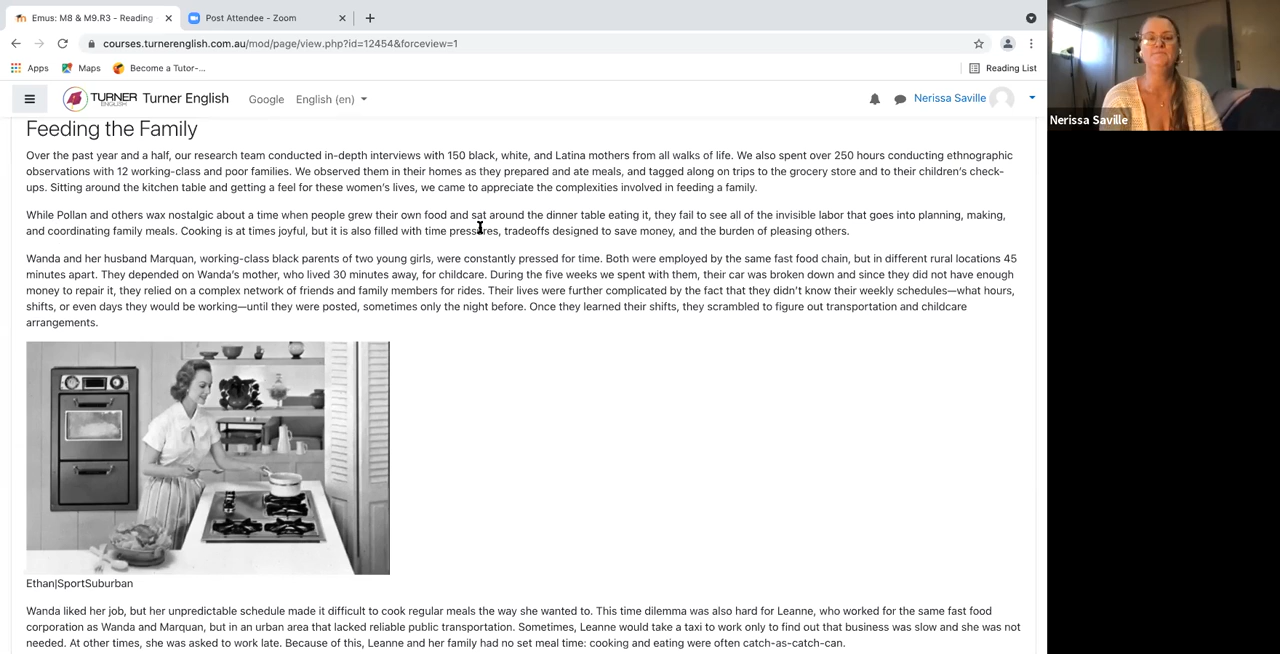 Emus: M8 & M9.R3 - Reading
Post Attendee - Zoom
courses.turnerenglish.com.au/mod/page/view.php?id=12454&forceview=1
Apps Maps Become a Tutor-... Reading List
TURNER ENGLISH Turner English Google English (en) Nerissa Saville
Nerissa Saville
Feeding the Family
Over the past year and a half, our research team conducted in-depth interviews with 150 black, white, and Latina mothers from all walks of life. We also spent over 250 hours conducting ethnographic
observations with 12 working-class and poor families. We observed them in their homes as they prepared and ate meals, and tagged along on trips to the grocery store and to their children's check-
ups. Sitting around the kitchen table and getting a feel for these women's lives, we came to appreciate the complexities involved in feeding a family.
While Pollan and others wax nostalgic about a time when people grew their own food and sat around the dinner table eating it, they fail to see all of the invisible labor that goes into planning, making,
and coordinating family meals. Cooking is at times joyful, but it is also filled with time pressures, tradeoffs designed to save money, and the burden of pleasing others.
Wanda and her husband Marquan, working-class black parents of two young girls, were constantly pressed for time. Both were employed by the same fast food chain, but in different rural locations 45
minutes apart. They depended on Wanda's mother, who lived 30 minutes away, for childcare. During the five weeks we spent with them, their car was broken down and since they did not have enough
money to repair it, they relied on a complex network of friends and family members for rides. Their lives were further complicated by the fact that they didn't know their weekly schedules—what hours,
shifts, or even days they would be working—until they were posted, sometimes only the night before. Once they learned their shifts, they scrambled to figure out transportation and childcare
arrangements.
Ethan|SportSuburban
Wanda liked her job, but her unpredictable schedule made it difficult to cook regular meals the way she wanted to. This time dilemma was also hard for Leanne, who worked for the same fast food
corporation as Wanda and Marquan, but in an urban area that lacked reliable public transportation. Sometimes, Leanne would take a taxi to work only to find out that business was slow and she was not
needed. At other times, she was asked to work late. Because of this, Leanne and her family had no set meal time: cooking and eating were often catch-as-catch-can.